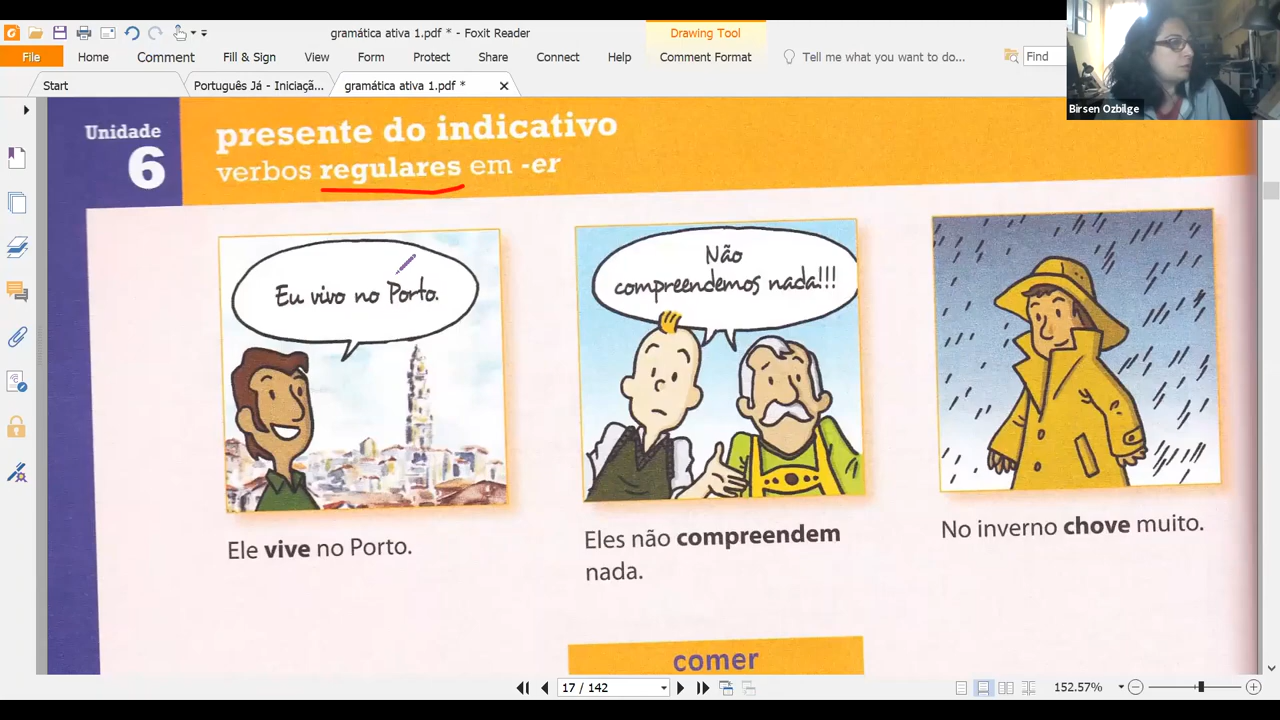 gramática ativa 1.pdf * - Foxit Reader
Drawing Tool
File
Home
Comment
Fill & Sign
View
Form
Protect
Share
Connect
Help
Comment Format
Tell me what you want to do...
Find
Start
Português Já - Iniciaçã...
gramática ativa 1.pdf *
Birsen Ozbilge
Unidade
6
presente do indicativo
verbos regulares em -er
Eu vivo no Porto.
Não
compreendemos nada!!!
Ele vive no Porto.
Eles não compreendem
nada.
No inverno chove muito.
comer
17 / 142
152.57%